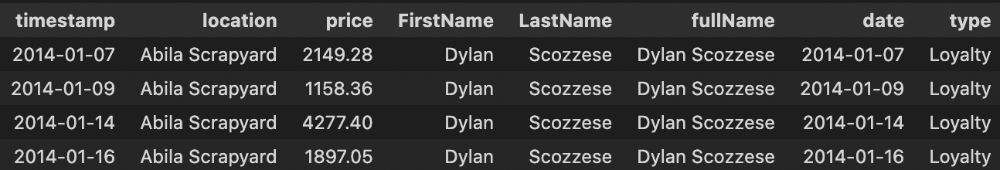 timestamp location price FirstName LastName fullName date type
2014-01-07 Abila Scrapyard 2149.28 Dylan Scozzese Dylan Scozzese 2014-01-07 Loyalty
2014-01-09 Abila Scrapyard 1158.36 Dylan Scozzese Dylan Scozzese 2014-01-09 Loyalty
2014-01-14 Abila Scrapyard 4277.40 Dylan Scozzese Dylan Scozzese 2014-01-14 Loyalty
2014-01-16 Abila Scrapyard 1897.05 Dylan Scozzese Dylan Scozzese 2014-01-16 Loyalty